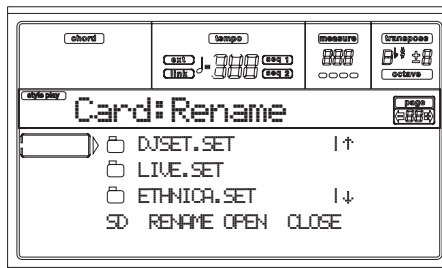 chord tempo measure transpose
ext seq 1
link seq 2
octave
style play
Card:Rename page
DJSET.SET
LIVE.SET
ETHNICA.SET
SD RENAME OPEN CLOSE